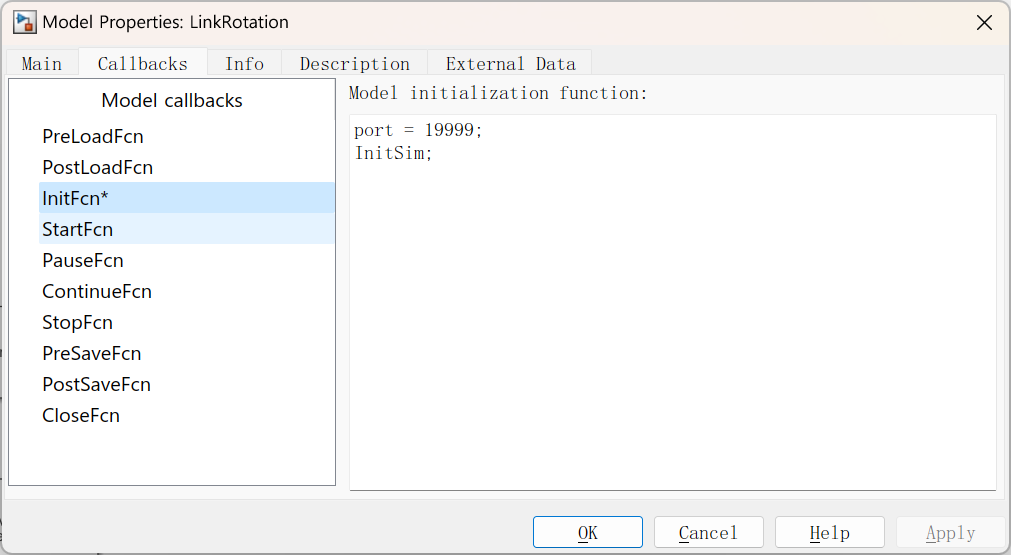 Model Properties: LinkRotation
Main Callbacks Info Description External Data
Model callbacks
PreLoadFcn
PostLoadFcn
InitFcn*
StartFcn
PauseFcn
ContinueFcn
StopFcn
PreSaveFcn
PostSaveFcn
CloseFcn
Model initialization function:
port = 19999;
InitSim;
OK Cancel Help Apply